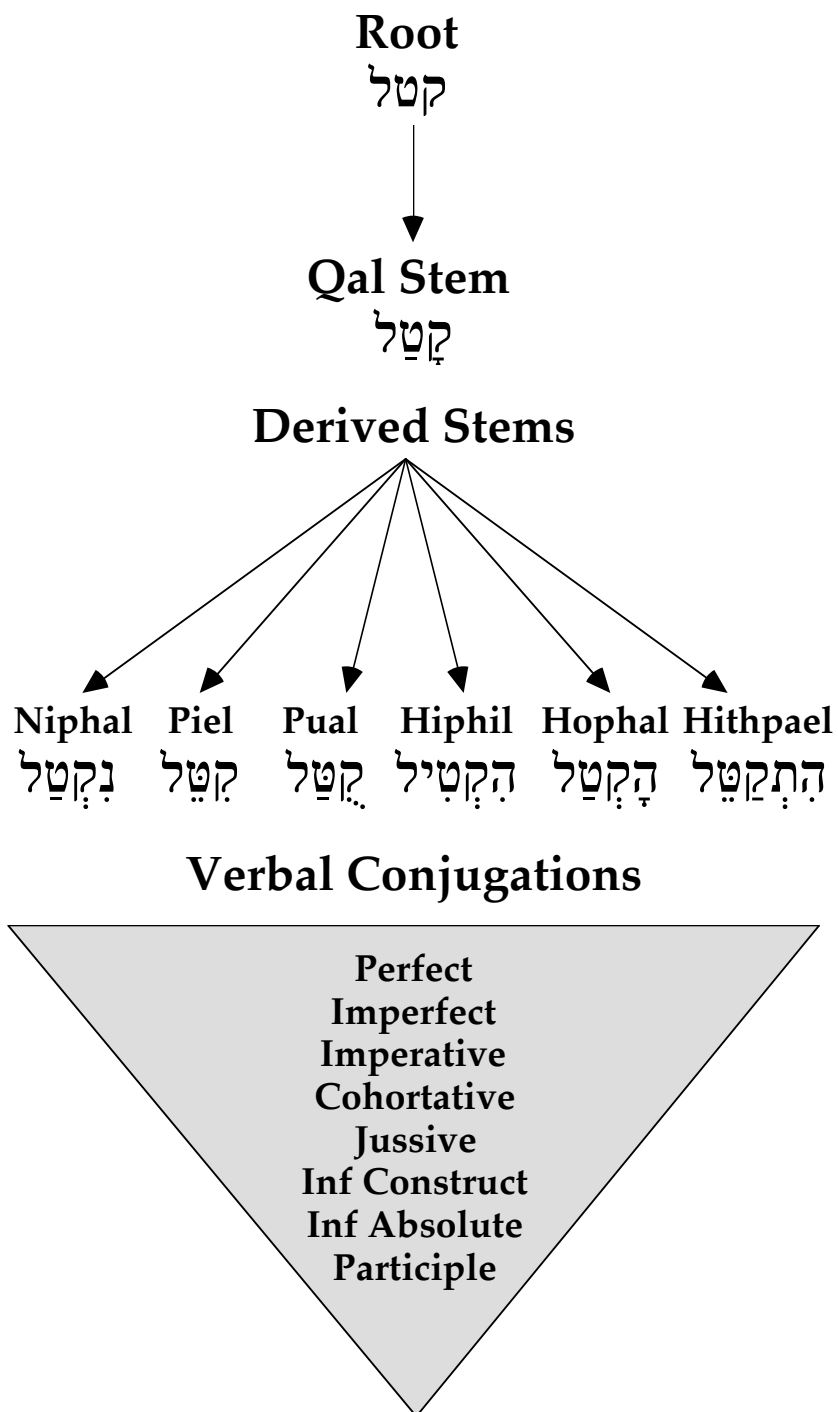 Root
קטל
Qal Stem
קָטַל
Derived Stems
Niphal Piel Pual Hiphil Hophal Hithpael
נִקְטַל קִטֵּל קֻטַּל הִקְטִיל הָקְטַל הִתְקַטֵּל
Verbal Conjugations
Perfect
Imperfect
Imperative
Cohortative
Jussive
Inf Construct
Inf Absolute
Participle